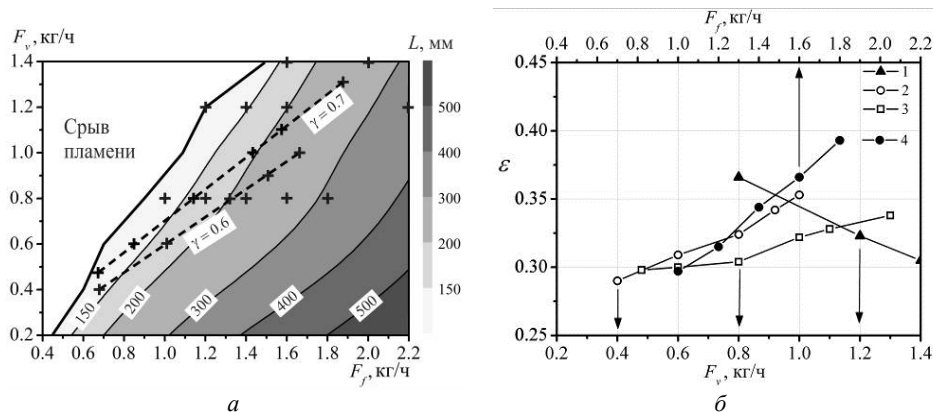 F_v, кг/ч
L, мм
1.4
1.2
1.0
0.8
0.6
0.4
0.2
Срыв
пламени
γ = 0.7
γ = 0.6
150
200
300
400
500
500
400
300
200
150
0.4 0.6 0.8 1.0 1.2 1.4 1.6 1.8 2.0 2.2
F_f, кг/ч
а
F_f, кг/ч
0.4 0.6 0.8 1.0 1.2 1.4 1.6 1.8 2.0 2.2
0.45
0.40
ε
0.35
0.30
0.25
1
2
3
4
0.2 0.4 0.6 0.8 1.0 1.2 1.4
F_v, кг/ч
б